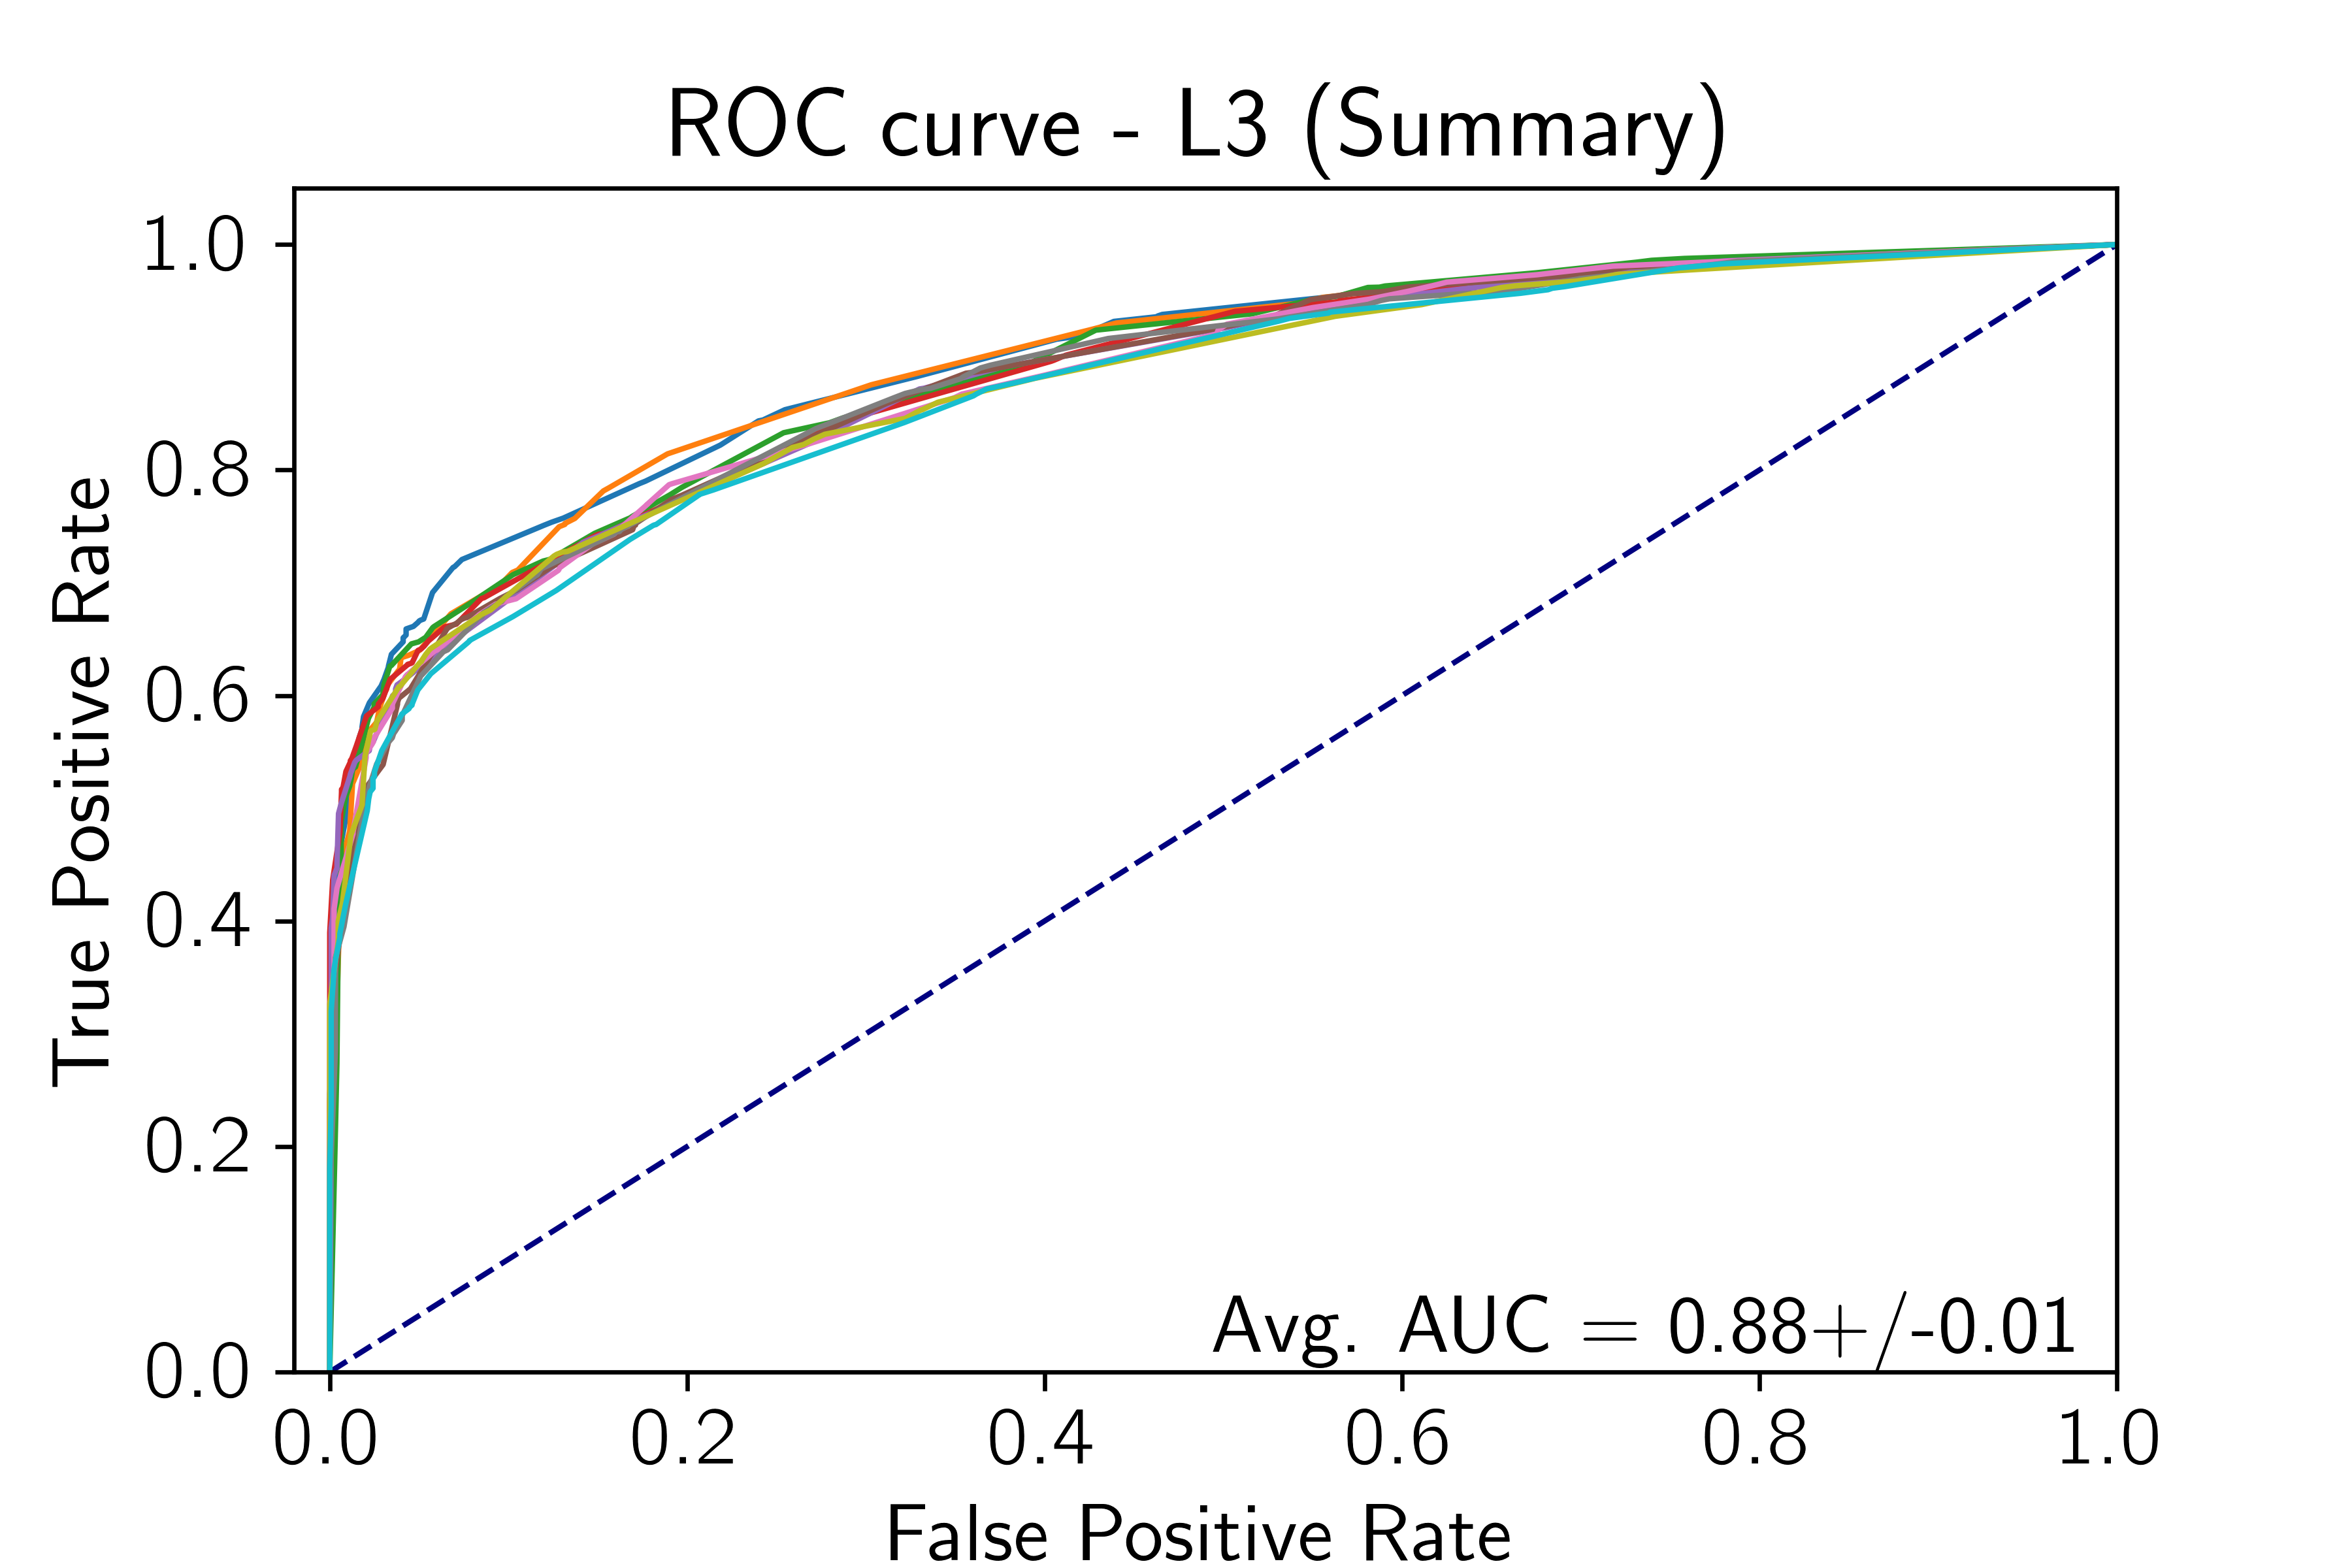 ROC curve - L3 (Summary)
1.0
0.8
0.6
0.4
0.2
0.0
True Positive Rate
Avg. AUC = 0.88+/-0.01
0.0 0.2 0.4 0.6 0.8 1.0
False Positive Rate